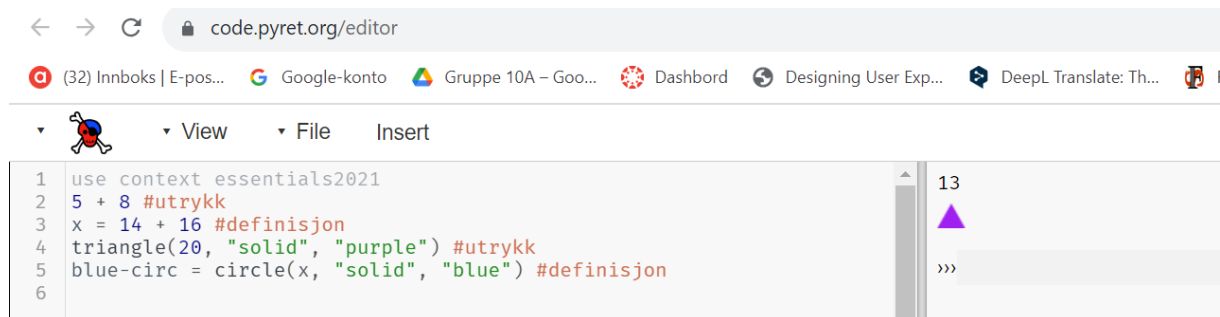 code.pyret.org/editor
(32) Innboks | E-pos... Google-konto Gruppe 10A – Goo... Dashbord Designing User Exp... DeepL Translate: Th...
View File Insert
1 use context essentials2021
2 5 + 8 #utrykk
3 x = 14 + 16 #definisjon
4 triangle(20, "solid", "purple") #utrykk
5 blue-circ = circle(x, "solid", "blue") #definisjon
6
13
›››